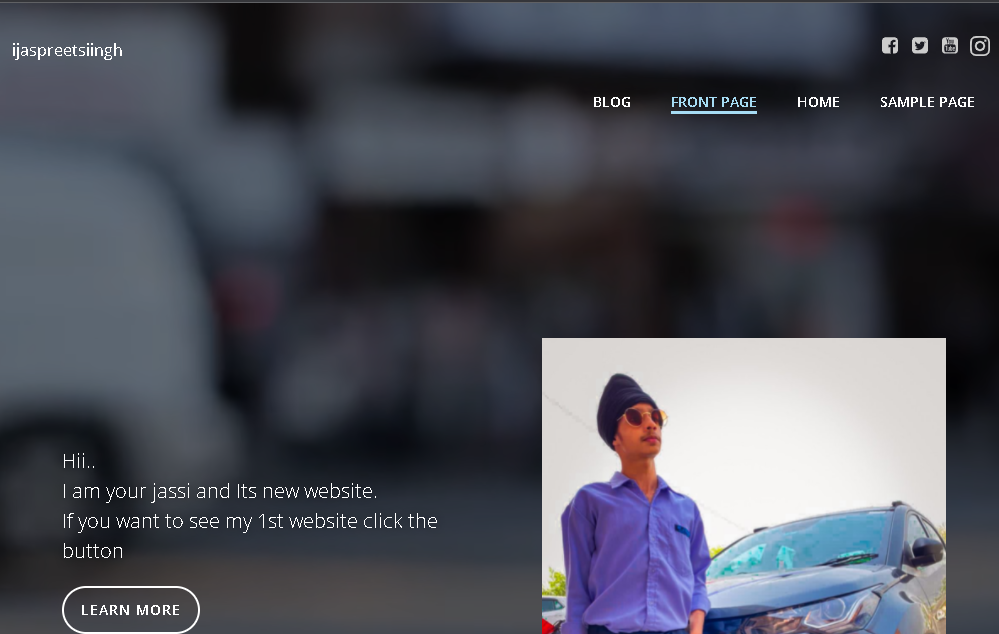 ijaspreetsiingh
BLOG FRONT PAGE HOME SAMPLE PAGE
Hii..
I am your jassi and Its new website.
If you want to see my 1st website click the
button
LEARN MORE